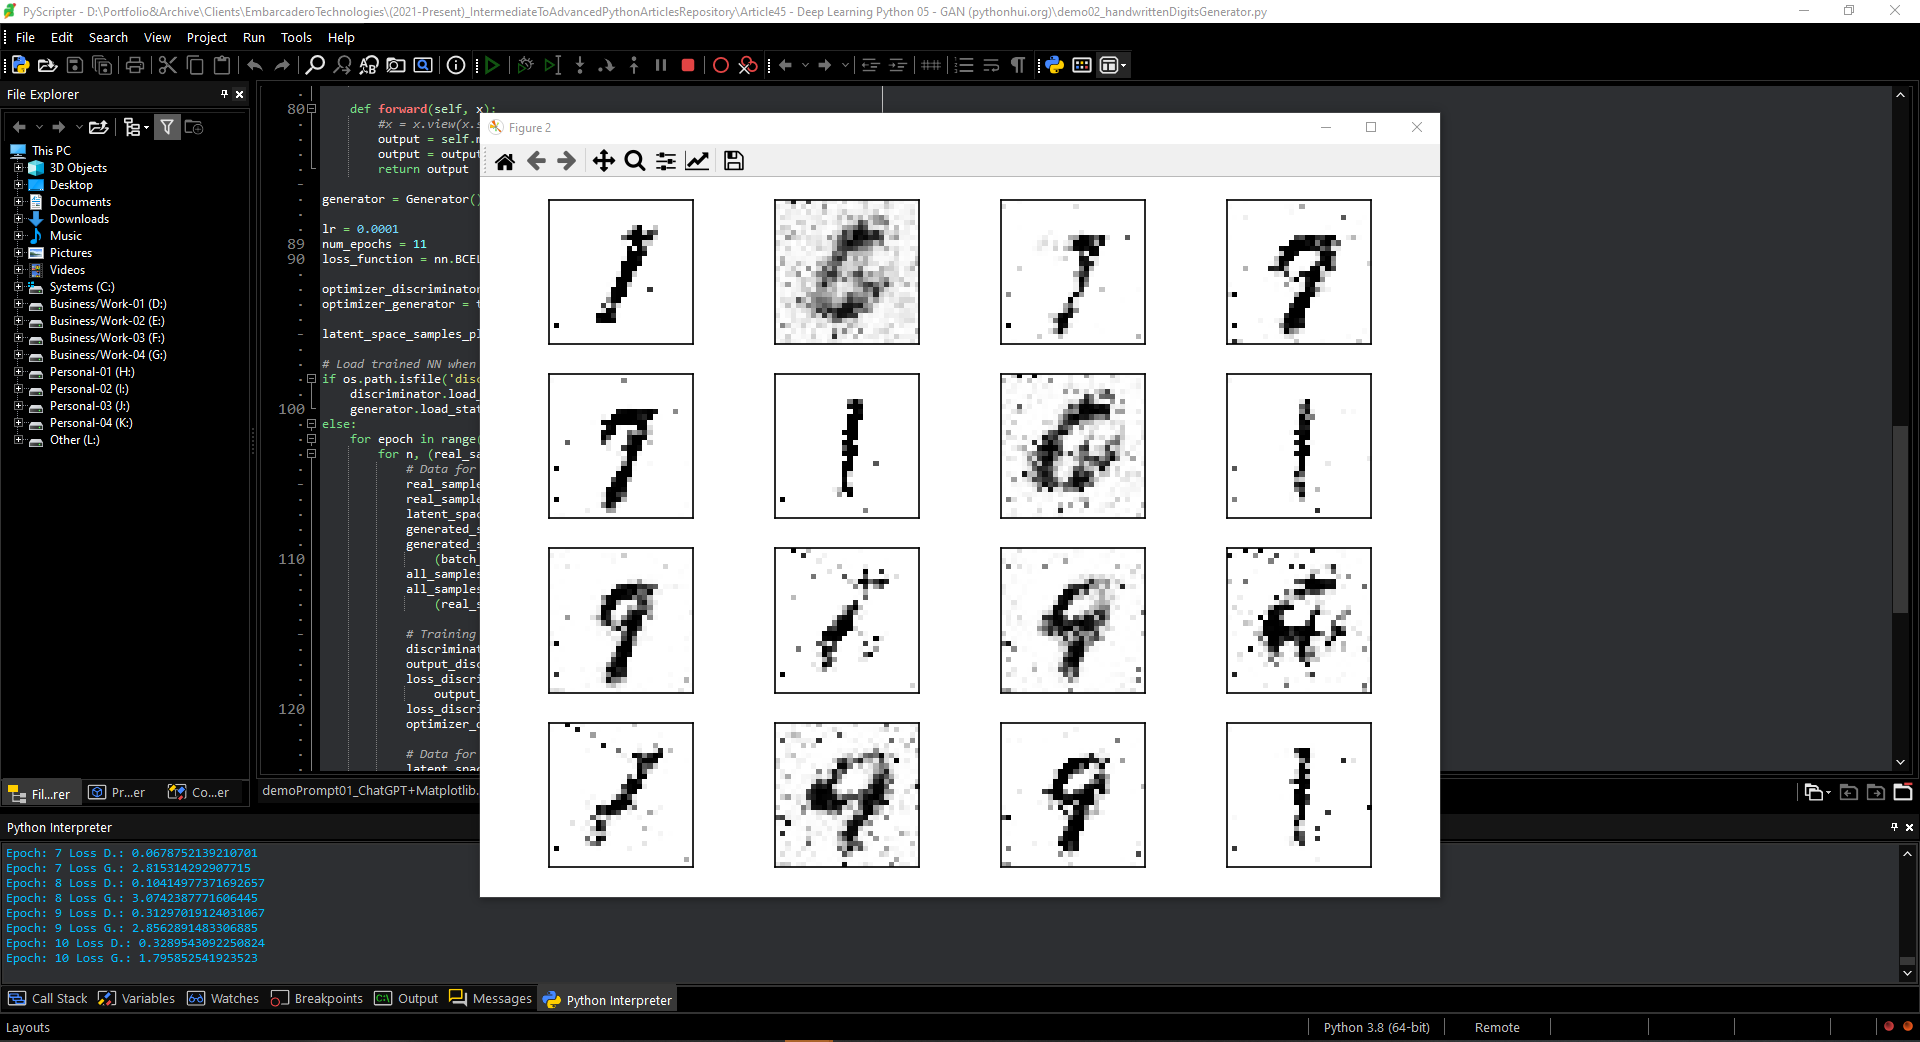 PyScripter - D:\Portfolio&Archive\Clients\EmbarcaderoTechnologies\(2021-Present)_IntermediateToAdvancedPythonArticlesRepository\Article45 - Deep Learning Python 05 - GAN (pythonhui.org)\demo02_handwrittenDigitsGenerator.py
File Edit Search View Project Run Tools Help
File Explorer
This PC
3D Objects
Desktop
Documents
Downloads
Music
Pictures
Videos
Systems (C:)
Business/Work-01 (D:)
Business/Work-02 (E:)
Business/Work-03 (F:)
Business/Work-04 (G:)
Personal-01 (H:)
Personal-02 (I:)
Personal-03 (J:)
Personal-04 (K:)
Other (L:)
Fil...rer Pr...er Co...er
80 def forward(self, x):
#x = x.view(x.
output = self.
output = outpu
return output
generator = Generator()
lr = 0.0001
89 num_epochs = 11
90 loss_function = nn.BCEL
optimizer_discriminator
optimizer_generator = t
latent_space_samples_pl
# Load trained NN when
if os.path.isfile('disc
discriminator.load_
100 generator.load_stat
else:
for epoch in range(
for n, (real_sa
# Data for
real_sample
real_sample
latent_spac
generated_s
generated_s
110 (batch_
all_samples
all_samples
(real_s
# Training
discriminat
output_disc
loss_discri
output_
120 loss_discri
optimizer_d
# Data for
latent_spac
demoPrompt01_ChatGPT+Matplotlib.
Figure 2
Python Interpreter
Epoch: 7 Loss D.: 0.0678752139210701
Epoch: 7 Loss G.: 2.815314292907715
Epoch: 8 Loss D.: 0.10414977371692657
Epoch: 8 Loss G.: 3.0742387771606445
Epoch: 9 Loss D.: 0.31297019124031067
Epoch: 9 Loss G.: 2.8562891483306885
Epoch: 10 Loss D.: 0.3289543092250824
Epoch: 10 Loss G.: 1.795852541923523
Call Stack Variables Watches Breakpoints Output Messages Python Interpreter
Layouts Python 3.8 (64-bit) Remote